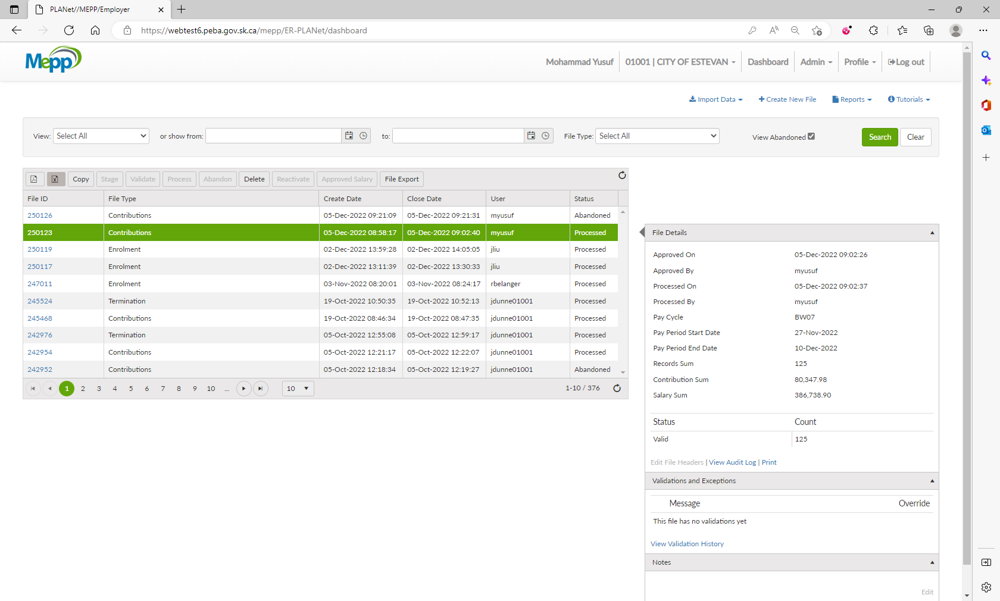 PLANet//MEPP/Employer
https://webtest6.peba.gov.sk.ca/mepp/ER-PLANet/dashboard
Mepp
Mohammad Yusuf
01001 | CITY OF ESTEVAN
Dashboard
Admin
Profile
Log out
Import Data
Create New File
Reports
Tutorials
View: Select All or show from: to: File Type: Select All View Abandoned Search Clear
Copy Stage Validate Process Abandon Delete Reactivate Approved Salary File Export
File ID File Type Create Date Close Date User Status
250126 Contributions 05-Dec-2022 09:21:09 05-Dec-2022 09:21:31 myusuf Abandoned
250123 Contributions 05-Dec-2022 08:58:17 05-Dec-2022 09:02:40 myusuf Processed
250119 Enrolment 02-Dec-2022 13:59:28 02-Dec-2022 14:05:05 jliu Processed
250117 Enrolment 02-Dec-2022 13:11:39 02-Dec-2022 13:30:33 jliu Processed
247011 Enrolment 03-Nov-2022 08:20:01 03-Nov-2022 08:24:17 rbelanger Processed
245524 Termination 19-Oct-2022 10:50:35 19-Oct-2022 10:52:13 jdunne01001 Processed
245468 Contributions 19-Oct-2022 08:46:34 19-Oct-2022 08:47:35 jdunne01001 Processed
242976 Termination 05-Oct-2022 12:55:08 05-Oct-2022 12:59:17 jdunne01001 Processed
242954 Contributions 05-Oct-2022 12:21:17 05-Oct-2022 12:22:07 jdunne01001 Processed
242952 Contributions 05-Oct-2022 12:18:34 05-Oct-2022 12:19:27 jdunne01001 Abandoned
1 2 3 4 5 6 7 8 9 10 ... 10 1-10 / 376
File Details
Approved On 05-Dec-2022 09:02:26
Approved By myusuf
Processed On 05-Dec-2022 09:02:37
Processed By myusuf
Pay Cycle BW07
Pay Period Start Date 27-Nov-2022
Pay Period End Date 10-Dec-2022
Records Sum 125
Contribution Sum 80,347.98
Salary Sum 386,738.90
Status Count
Valid 125
Edit File Headers | View Audit Log | Print
Validations and Exceptions
Message Override
This file has no validations yet
View Validation History
Notes
Edit